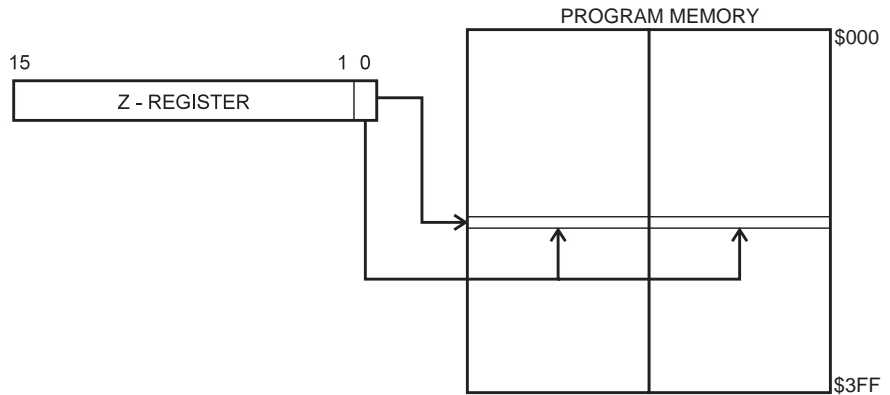 PROGRAM MEMORY
$000
15 1 0
Z - REGISTER
$3FF